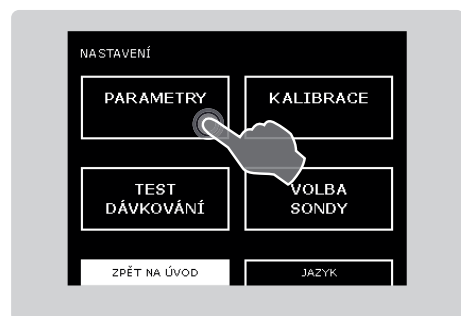 NASTAVENÍ
PARAMETRY
KALIBRACE
TEST
DÁVKOVÁNÍ
VOLBA
SONDY
ZPĚT NA ÚVOD
JAZYK